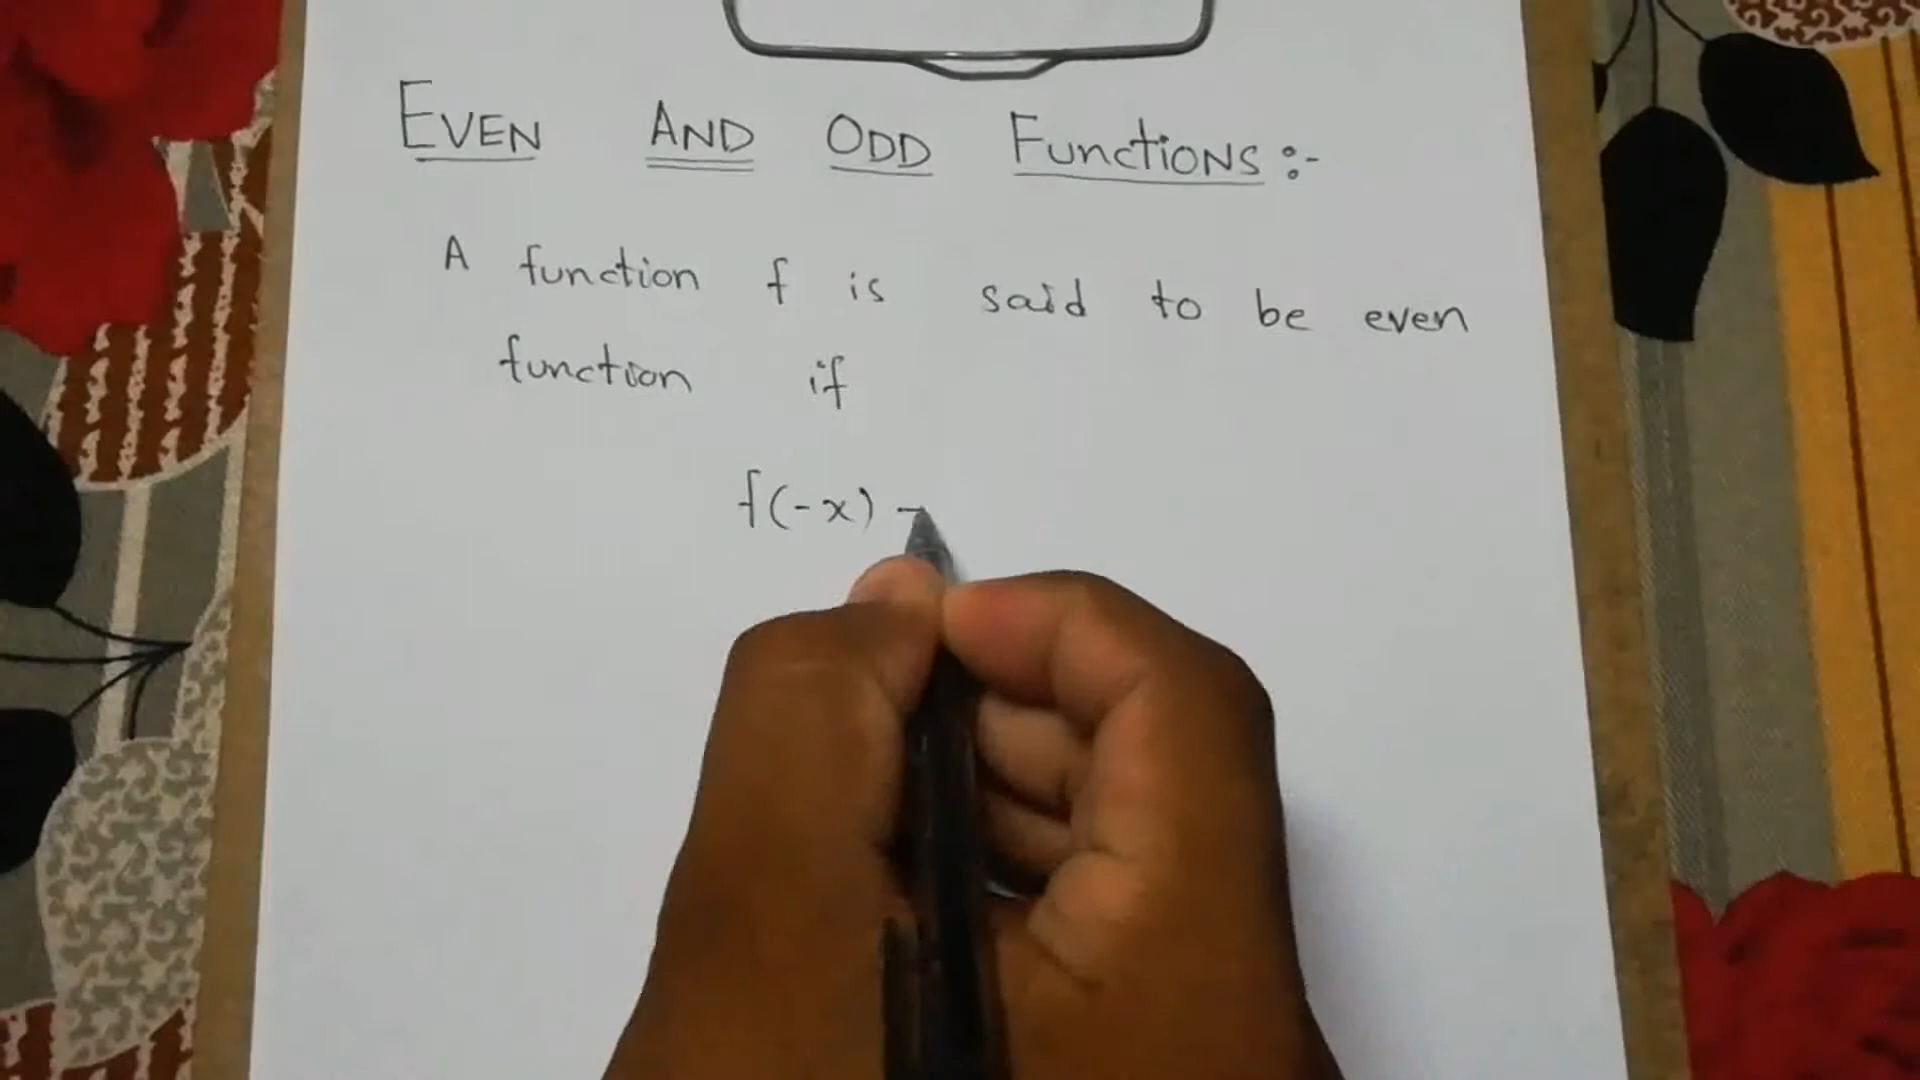 EVEN AND ODD FUNCTIONS :-
A function f is said to be even
function if
f(-x) -